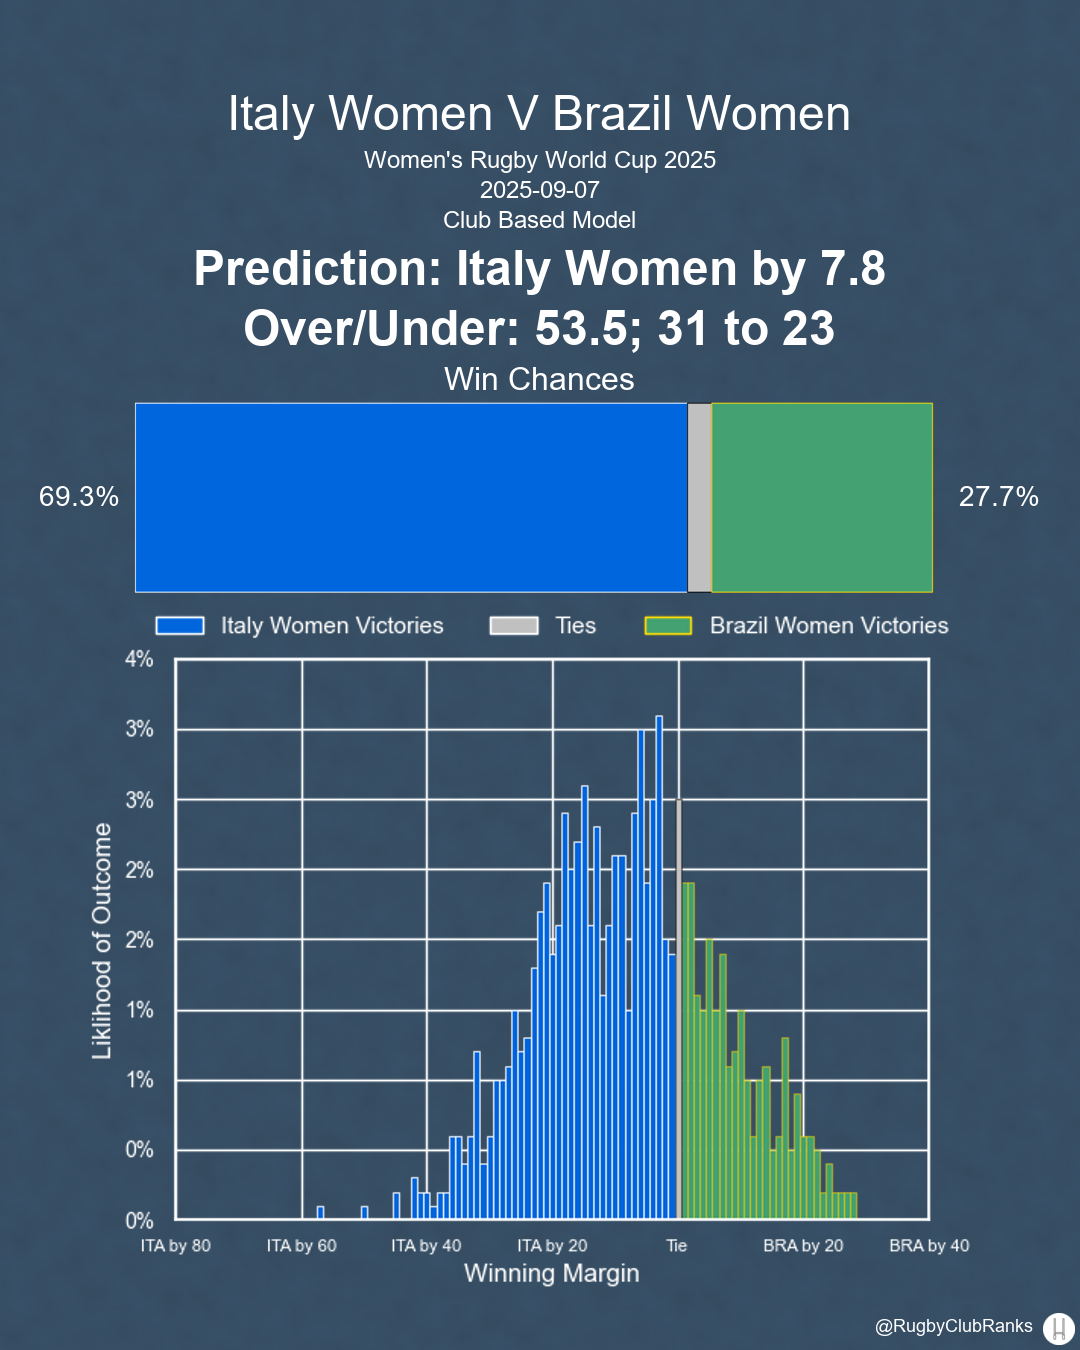 Italy Women V Brazil Women
Women's Rugby World Cup 2025
2025-09-07
Club Based Model
Prediction: Italy Women by 7.8
Over/Under: 53.5; 31 to 23
Win Chances
69.3%
27.7%
Italy Women Victories
Ties
Brazil Women Victories
4%
3%
3%
2%
2%
1%
1%
0%
0%
Liklihood of Outcome
ITA by 80
ITA by 60
ITA by 40
ITA by 20
Tie
BRA by 20
BRA by 40
Winning Margin
@RugbyClubRanks